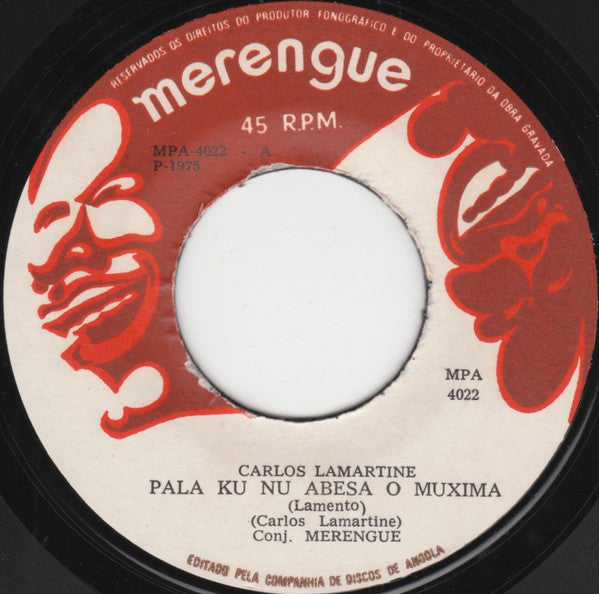 RESERVADOS OS DIREITOS DO PRODUTOR FONOGRÁFICO E DO PROPRIETÁRIO DA OBRA GRAVADA
merengue
45 R.P.M.
MPA-4022 - A
P-1975
MPA
4022
CARLOS LAMARTINE
PALA KU NU ABESA O MUXIMA
(Lamento)
(Carlos Lamartine)
Conj. MERENGUE
EDITADO PELA COMPANHIA DE DISCOS DE ANGOLA